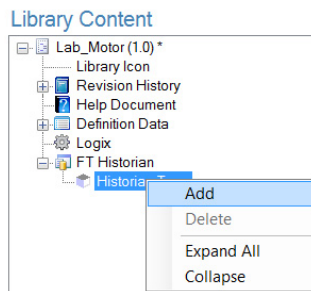 Library Content
Lab_Motor (1.0) *
Library Icon
Revision History
Help Document
Definition Data
Logix
FT Historian
Add
Delete
Expand All
Collapse